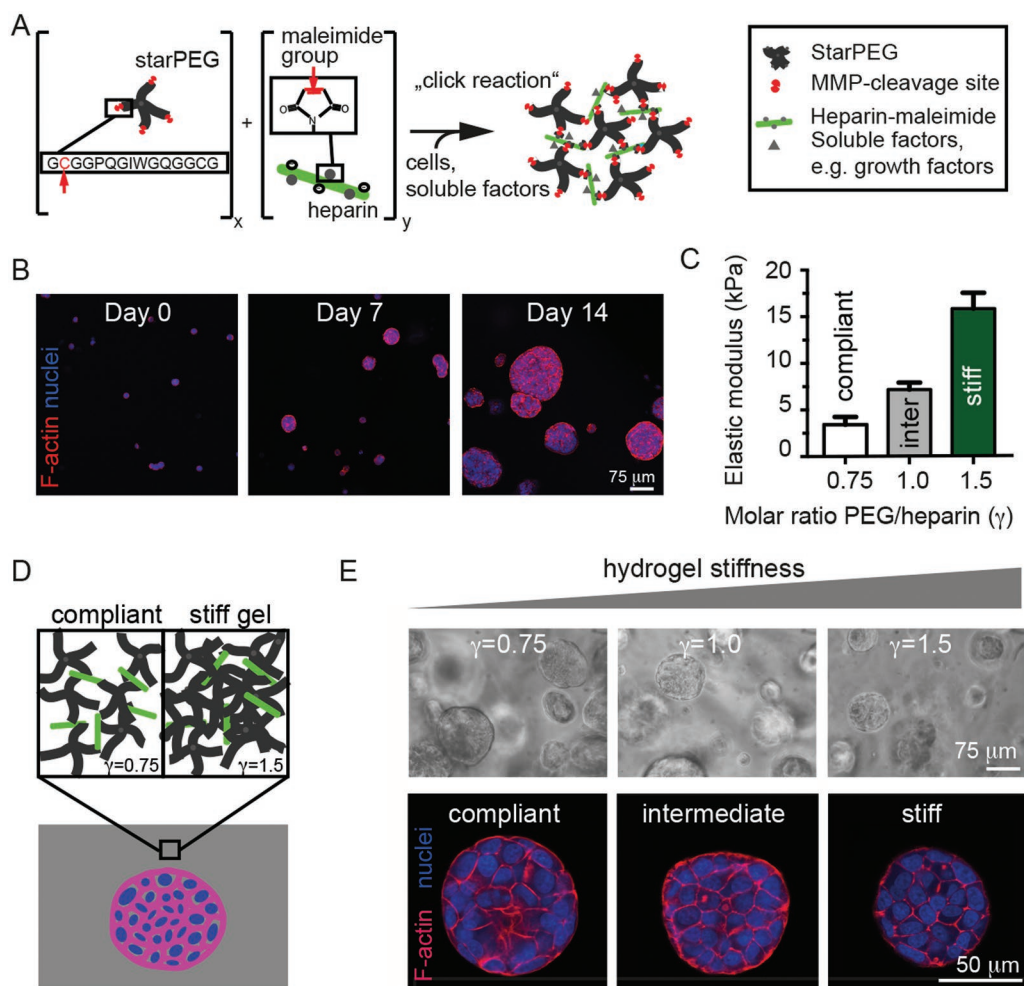 A
starPEG
GCGGPQGIWGQGGCG
x
+
maleimide
group
O
O
N
heparin
y
„click reaction“
cells,
soluble factors
StarPEG
MMP-cleavage site
Heparin-maleimide
Soluble factors,
e.g. growth factors
B
F-actin nuclei
Day 0
Day 7
Day 14
75 μm
C
Elastic modulus (kPa)
20
15
10
5
0
compliant
inter
stiff
0.75
1.0
1.5
Molar ratio PEG/heparin (γ)
D
compliant
stiff gel
γ=0.75
γ=1.5
E
hydrogel stiffness
γ=0.75
γ=1.0
γ=1.5
75 μm
F-actin nuclei
compliant
intermediate
stiff
50 μm